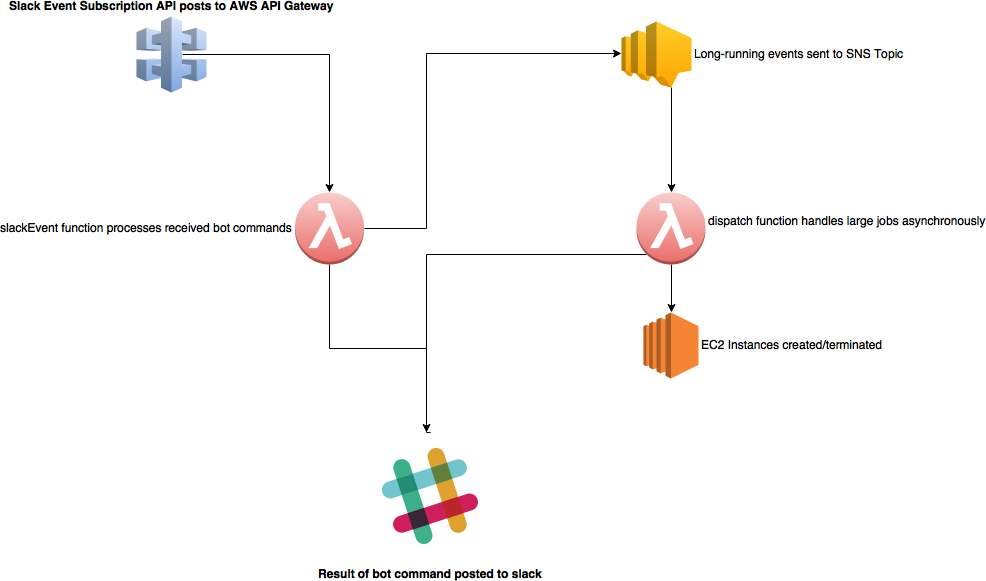 Slack Event Subscription API posts to AWS API Gateway
Long-running events sent to SNS Topic
slackEvent function processes received bot commands
dispatch function handles large jobs asynchronously
EC2 Instances created/terminated
Result of bot command posted to slack